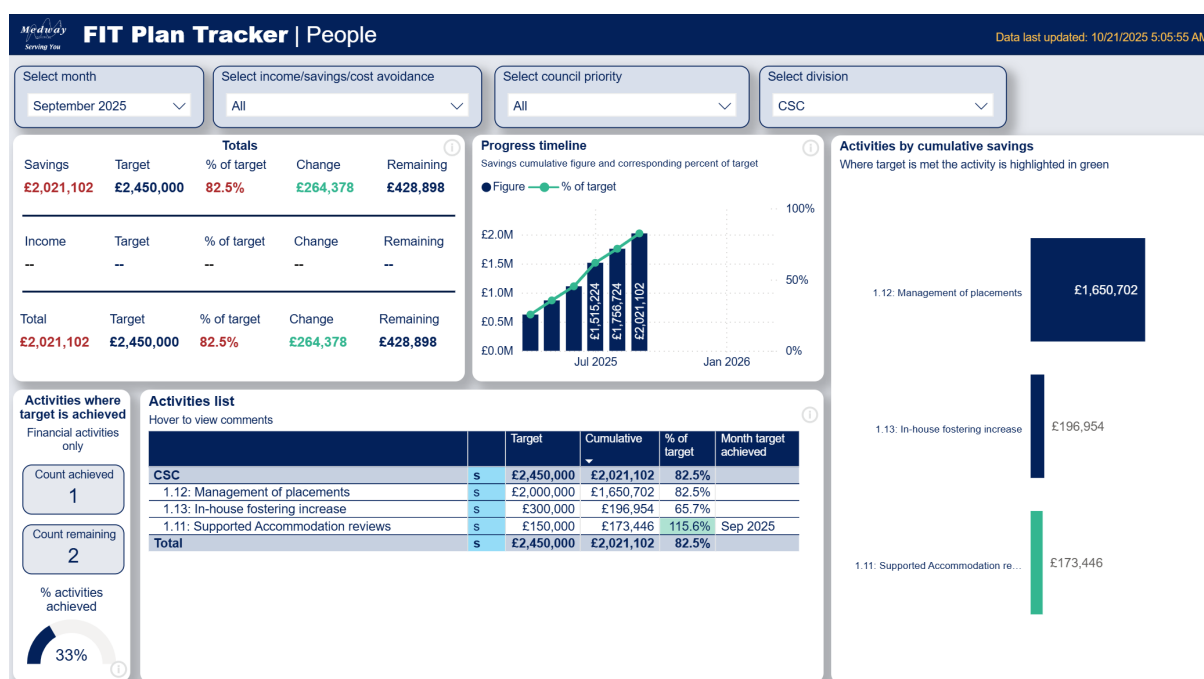 Medway
Serving You
FIT Plan Tracker | People
Data last updated: 10/21/2025 5:05:55 AM
Select month
September 2025
Select income/savings/cost avoidance
All
Select council priority
All
Select division
CSC
Totals
Savings Target % of target Change Remaining
£2,021,102 £2,450,000 82.5% £264,378 £428,898
Income Target % of target Change Remaining
-- -- -- -- --
Total Target % of target Change Remaining
£2,021,102 £2,450,000 82.5% £264,378 £428,898
Progress timeline
Savings cumulative figure and corresponding percent of target
Figure % of target
100%
£2.0M
£1.5M
50%
£1.0M
£0.5M
£0.0M
0%
£1,515,224
£1,756,724
£2,021,102
Jul 2025 Jan 2026
Activities by cumulative savings
Where target is met the activity is highlighted in green
1.12: Management of placements £1,650,702
1.13: In-house fostering increase £196,954
1.11: Supported Accommodation re... £173,446
Activities where
target is achieved
Financial activities
only
Count achieved
1
Count remaining
2
% activities
achieved
33%
Activities list
Hover to view comments
Target Cumulative % of target Month target achieved
CSC s £2,450,000 £2,021,102 82.5%
1.12: Management of placements s £2,000,000 £1,650,702 82.5%
1.13: In-house fostering increase s £300,000 £196,954 65.7%
1.11: Supported Accommodation reviews s £150,000 £173,446 115.6% Sep 2025
Total s £2,450,000 £2,021,102 82.5%